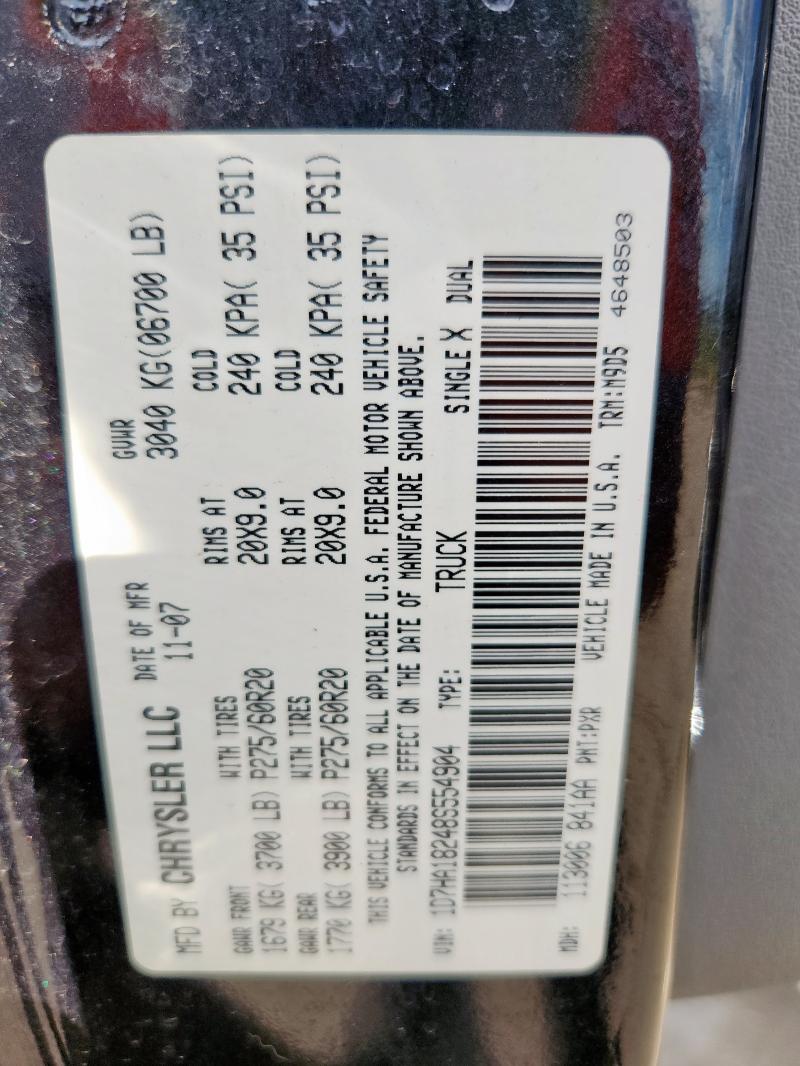 MFD BY CHRYSLER LLC DATE OF MFR 11-07 GVWR 3040 KG(06700 LB)
GAWR FRONT WITH TIRES RIMS AT COLD
1679 KG( 3700 LB) P275/60R20 20X9.0 240 KPA( 35 PSI)
GAWR REAR WITH TIRES RIMS AT COLD
1770 KG( 3900 LB) P275/60R20 20X9.0 240 KPA( 35 PSI)
THIS VEHICLE CONFORMS TO ALL APPLICABLE U.S.A. FEDERAL MOTOR VEHICLE SAFETY
STANDARDS IN EFFECT ON THE DATE OF MANUFACTURE SHOWN ABOVE.
VIN: 1D7HA18248S554904 TYPE: TRUCK SINGLE X DUAL
MDH: 113006 841AA PNT:PXR VEHICLE MADE IN U.S.A. TRM:M9D5 4648503